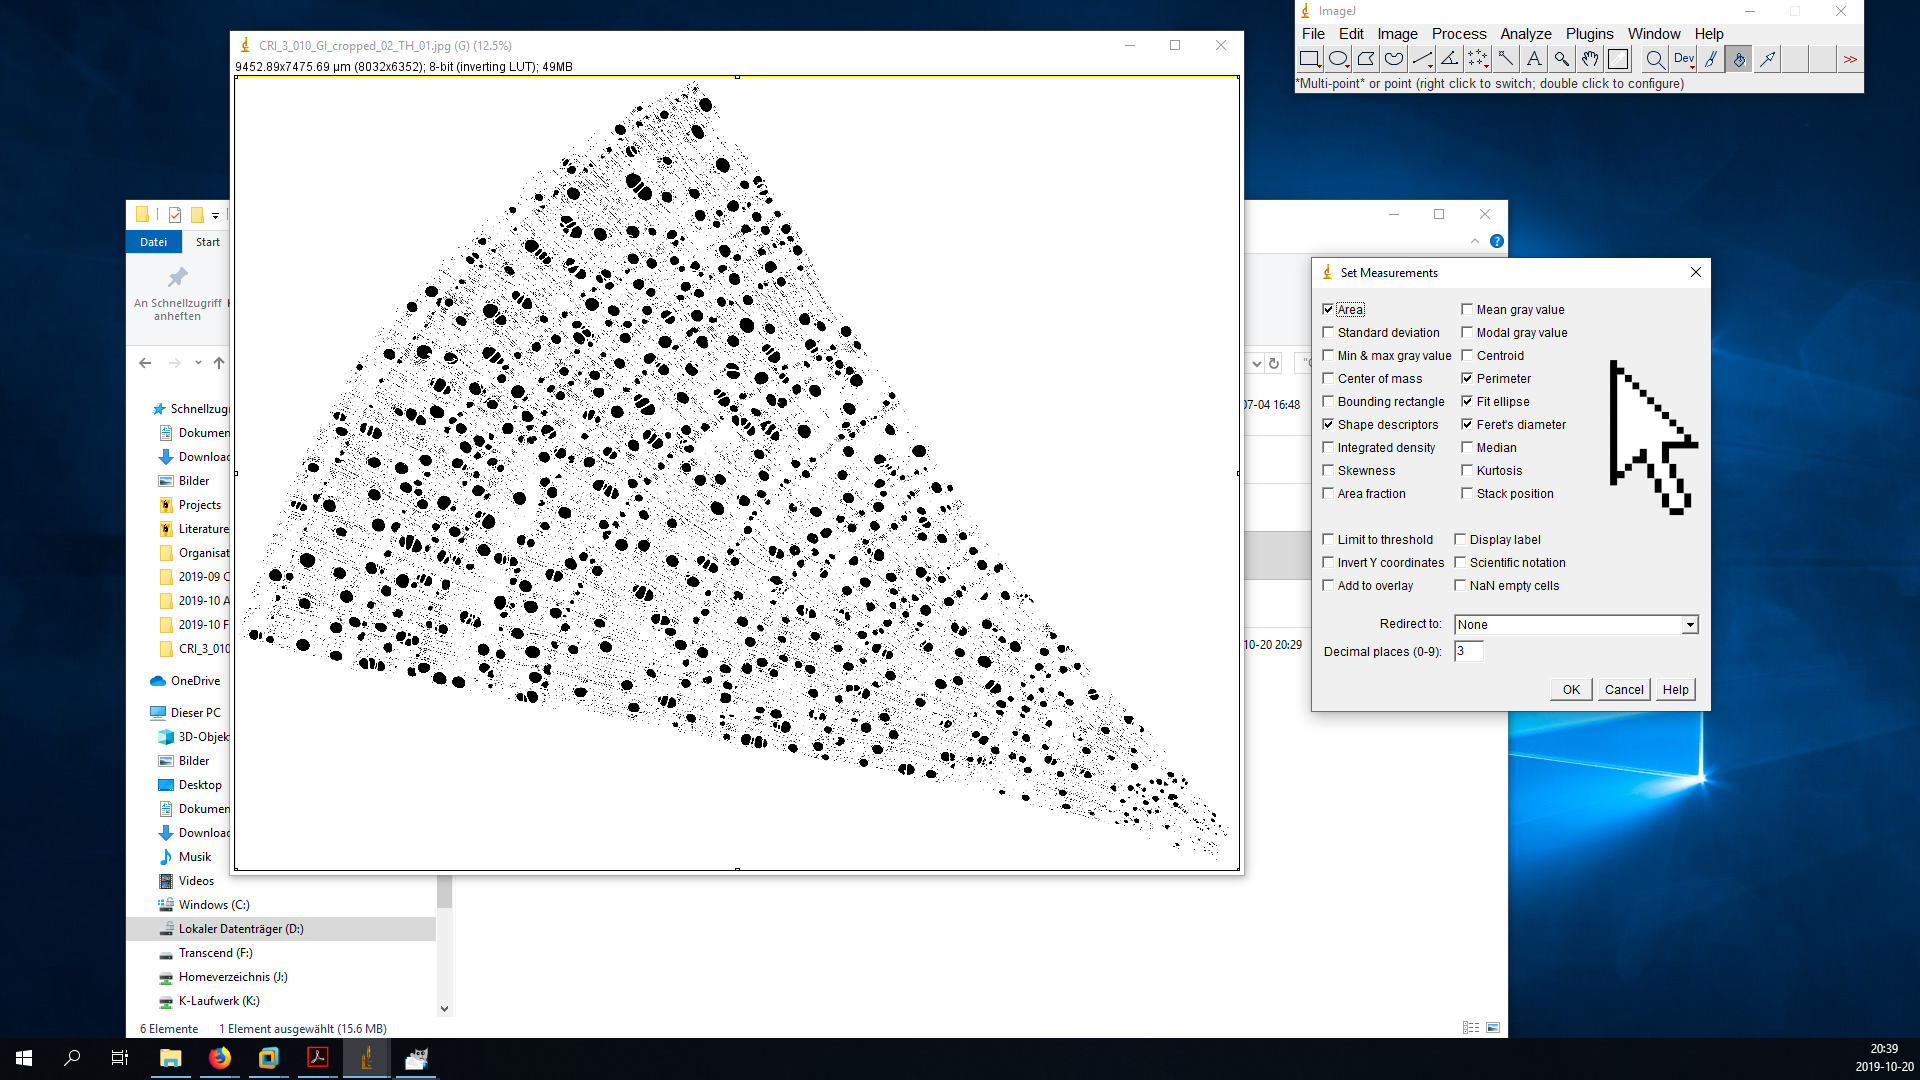 CRI_3_010_GI_cropped_02_TH_01.jpg (G) (12.5%)
9452.89x7475.69 µm (8032x6352); 8-bit (inverting LUT); 49MB
ImageJ
File Edit Image Process Analyze Plugins Window Help
Dev
>>
*Multi-point* or point (right click to switch; double click to configure)
Datei Start
An Schnellzugriff
anheften
07-04 16:48
10-20 20:29
Schnellzug
Dokumen
Downloac
Bilder
Projects
Literature
Organisat
2019-09 C
2019-10 A
2019-10 F
CRI_3_010
OneDrive
Dieser PC
3D-Objek
Bilder
Desktop
Dokumen
Downloac
Musik
Videos
Windows (C:)
Lokaler Datenträger (D:)
Transcend (F:)
Homeverzeichnis (J:)
K-Laufwerk (K:)
6 Elemente 1 Element ausgewählt (15.6 MB)
Set Measurements
Area Mean gray value
Standard deviation Modal gray value
Min & max gray value Centroid
Center of mass Perimeter
Bounding rectangle Fit ellipse
Shape descriptors Feret's diameter
Integrated density Median
Skewness Kurtosis
Area fraction Stack position
Limit to threshold Display label
Invert Y coordinates Scientific notation
Add to overlay NaN empty cells
Redirect to: None
Decimal places (0-9): 3
OK Cancel Help
20:39
2019-10-20